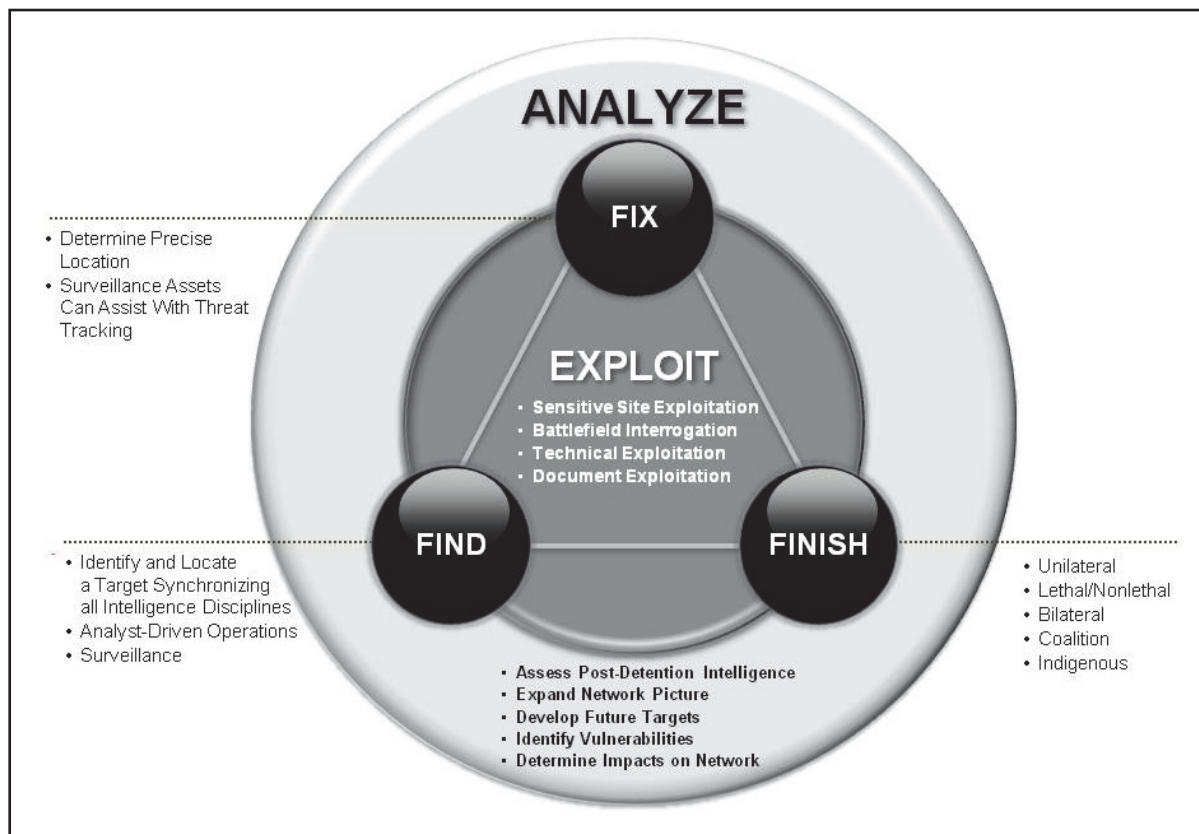 ANALYZE
FIX
• Determine Precise
Location
• Surveillance Assets
Can Assist With Threat
Tracking
EXPLOIT
• Sensitive Site Exploitation
• Battlefield Interrogation
• Technical Exploitation
• Document Exploitation
FIND
FINISH
• Identify and Locate
a Target Synchronizing
all Intelligence Disciplines
• Analyst-Driven Operations
• Surveillance
• Unilateral
• Lethal/Nonlethal
• Bilateral
• Coalition
• Indigenous
• Assess Post-Detention Intelligence
• Expand Network Picture
• Develop Future Targets
• Identify Vulnerabilities
• Determine Impacts on Network